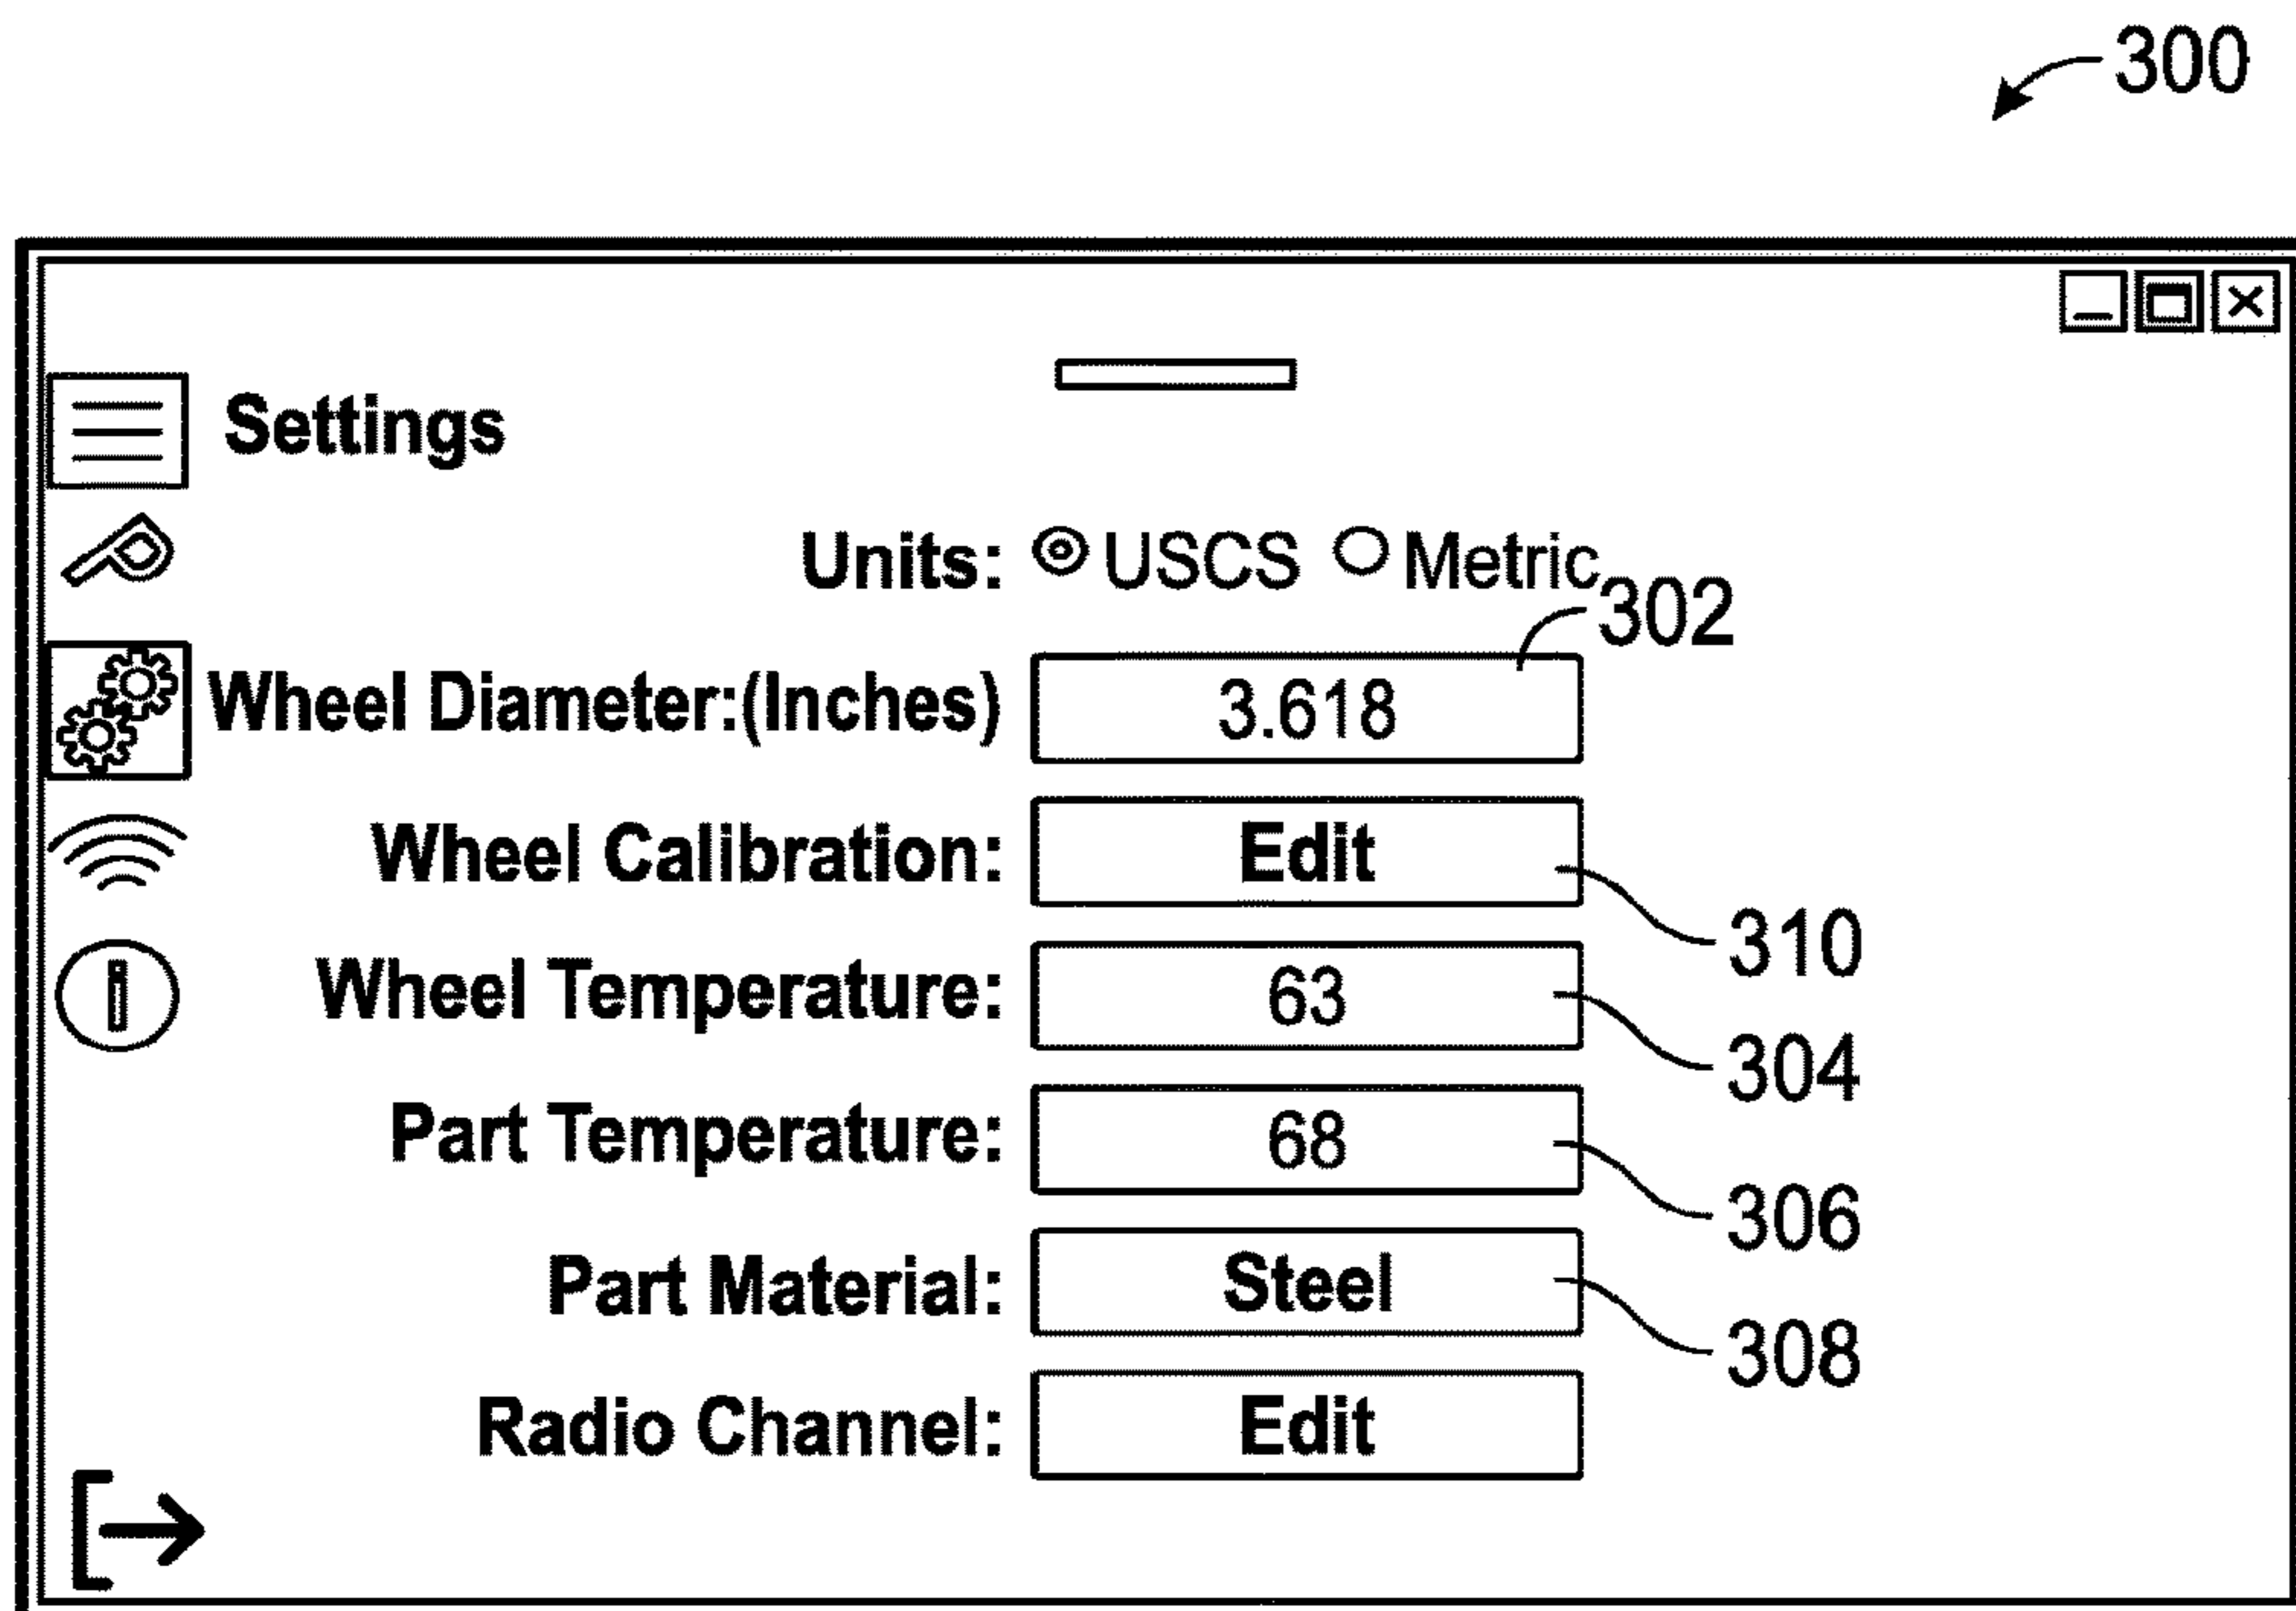 300
Settings
Units: USCS Metric
302
Wheel Diameter:(Inches) 3.618
Wheel Calibration: Edit
310
Wheel Temperature: 63
304
Part Temperature: 68
306
Part Material: Steel
308
Radio Channel: Edit